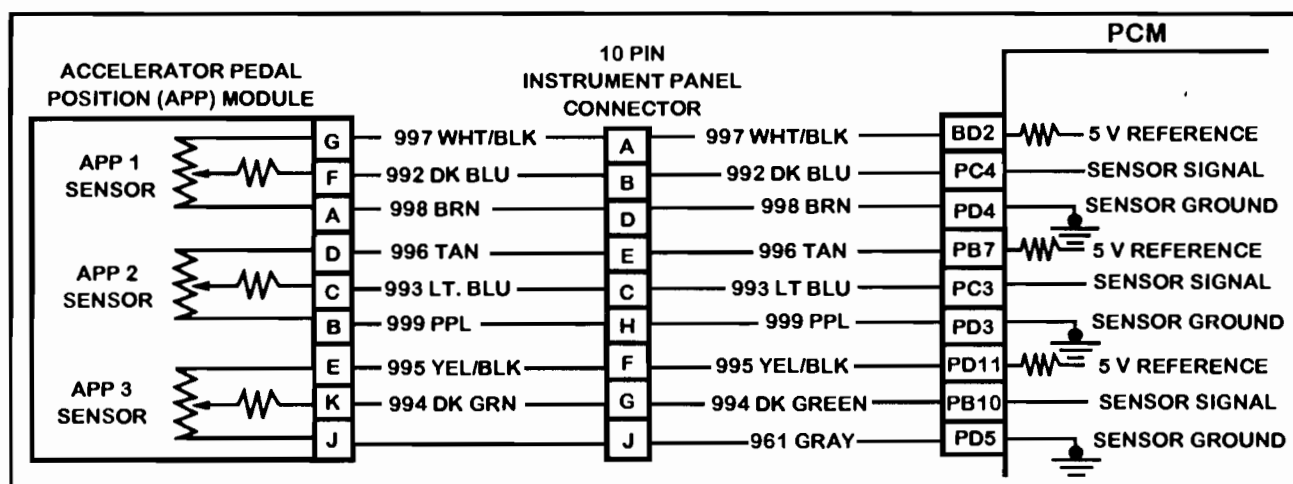 PCM
10 PIN
INSTRUMENT PANEL
CONNECTOR
ACCELERATOR PEDAL
POSITION (APP) MODULE
APP 1
SENSOR
G 997 WHT/BLK A 997 WHT/BLK BD2 5 V REFERENCE
F 992 DK BLU B 992 DK BLU PC4 SENSOR SIGNAL
A 998 BRN D 998 BRN PD4 SENSOR GROUND
APP 2
SENSOR
D 996 TAN E 996 TAN PB7 5 V REFERENCE
C 993 LT. BLU C 993 LT BLU PC3 SENSOR SIGNAL
B 999 PPL H 999 PPL PD3 SENSOR GROUND
APP 3
SENSOR
E 995 YEL/BLK F 995 YEL/BLK PD11 5 V REFERENCE
K 994 DK GRN G 994 DK GREEN PB10 SENSOR SIGNAL
J J 961 GRAY PD5 SENSOR GROUND